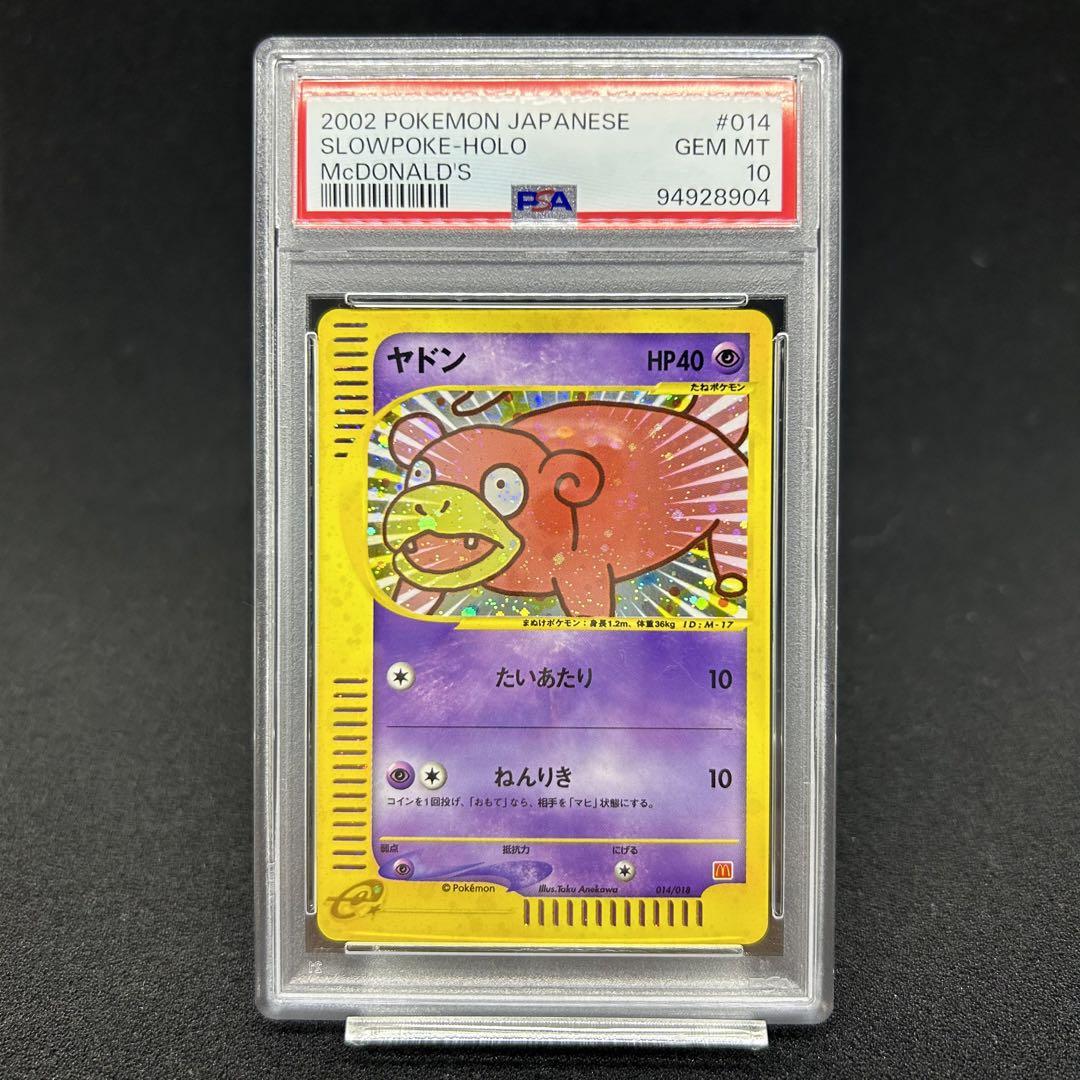 2002 POKEMON JAPANESE #014
SLOWPOKE-HOLO GEM MT
McDONALD'S 10
PSA 94928904
ヤドン HP40
たねポケモン
まぬけポケモン：身長1.2m、体重36kg ID:M-17
たいあたり 10
ねんりき 10
コインを1回投げ、「おもて」なら、相手を「マヒ」状態にする。
弱点 抵抗力 にげる
©Pokémon Illus.Taku Anekawa 014/018